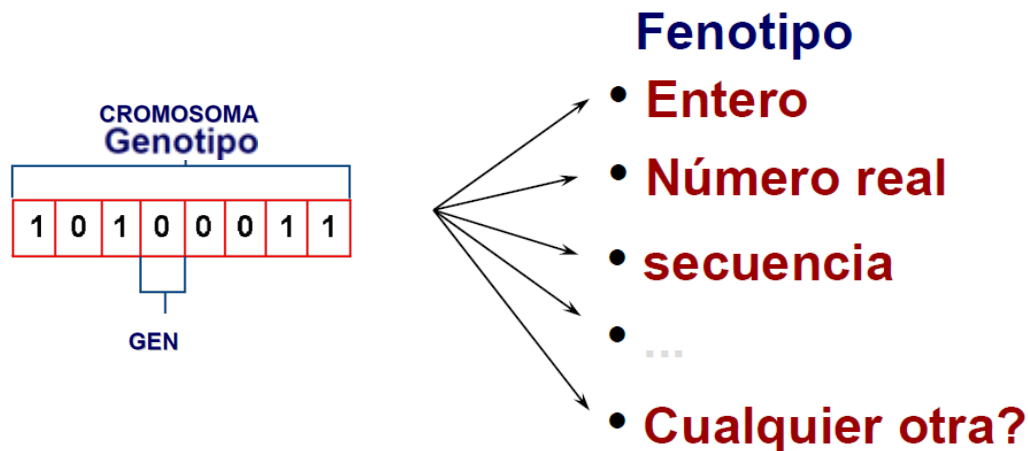 CROMOSOMA
Genotipo
1 0 1 0 0 0 1 1
GEN
Fenotipo
• Entero
• Número real
• secuencia
• ...
• Cualquier otra?